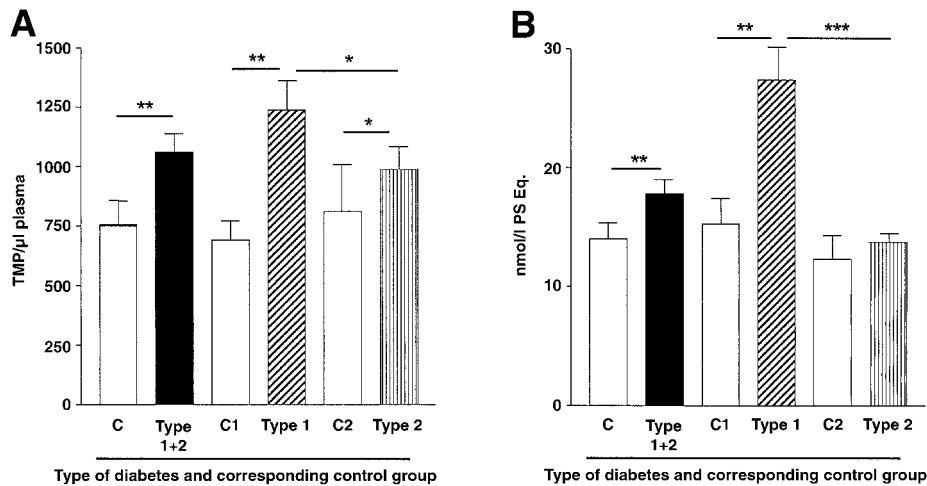 A
TMP/µl plasma
1500
1250
1000
750
500
250
0
**
**
*
*
C
Type
1+2
C1
Type 1
C2
Type 2
Type of diabetes and corresponding control group
B
nmol/l PS Eq.
30
20
10
0
**
**
***
C
Type
1+2
C1
Type 1
C2
Type 2
Type of diabetes and corresponding control group